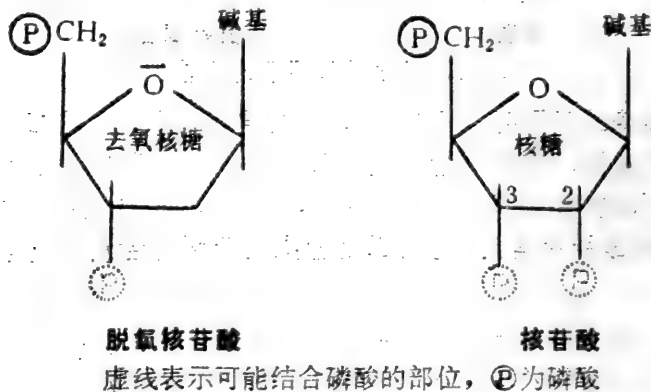 ⓅCH₂ 碱基 ⓅCH₂ 碱基
O O
去氧核糖 核糖
3 2
P P P
脱氧核苷酸 核苷酸
虚线表示可能结合磷酸的部位，Ⓟ为磷酸